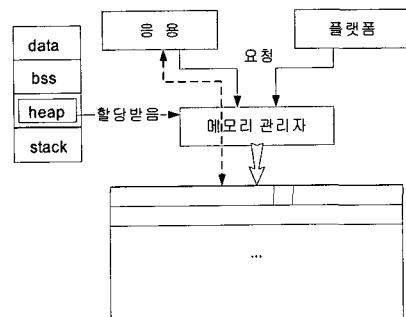 응 용
플랫폼
data
bss
heap
stack
요청
할당받음
메모리 관리자
...